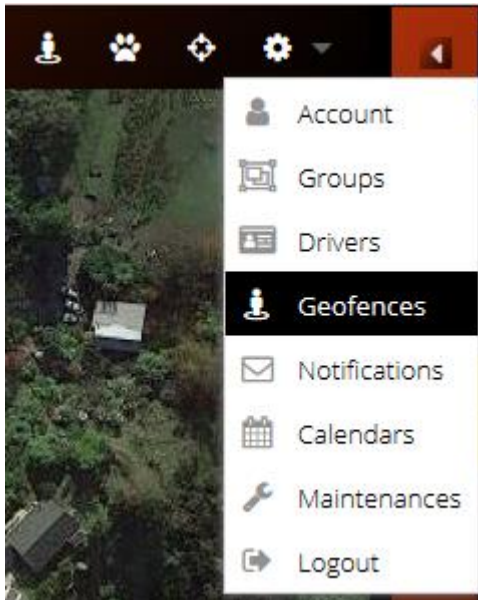 Account
Groups
Drivers
Geofences
Notifications
Calendars
Maintenances
Logout